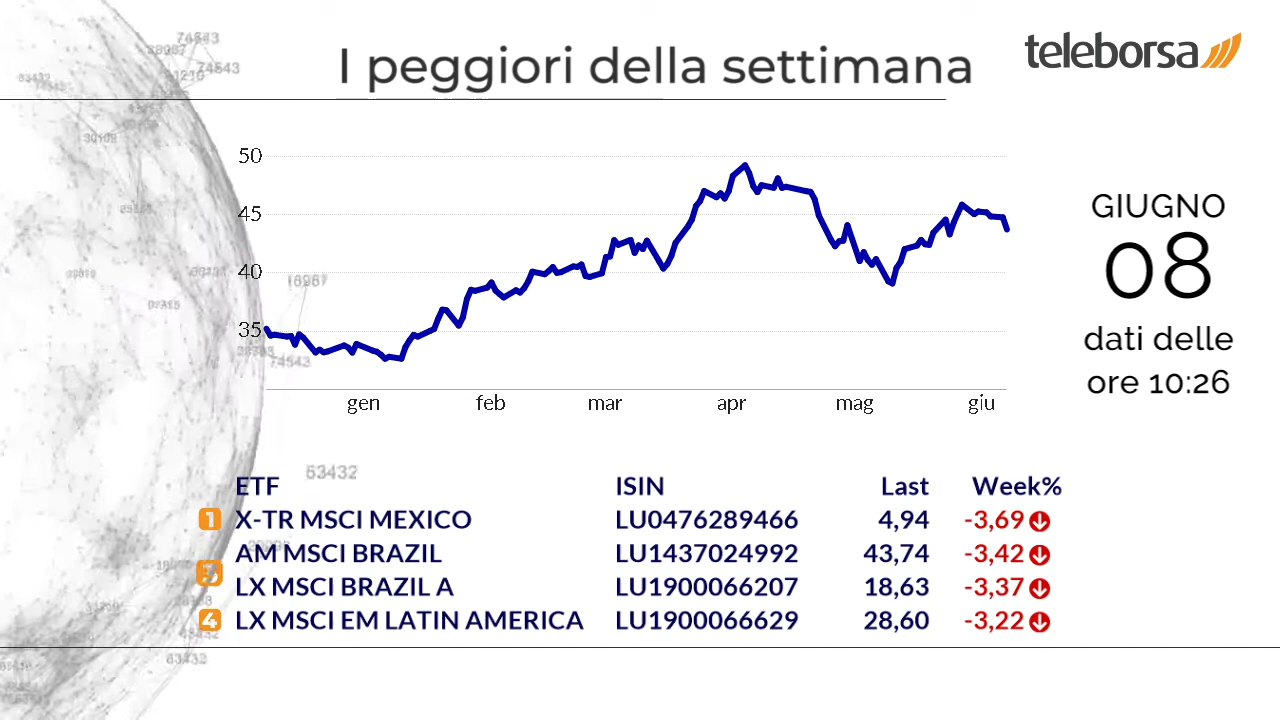 I peggiori della settimana
teleborsa
50
45
40
35
gen feb mar apr mag giu
GIUGNO
08
dati delle
ore 10:26
ETF ISIN Last Week%
1 X-TR MSCI MEXICO LU0476289466 4,94 -3,69
AM MSCI BRAZIL LU1437024992 43,74 -3,42
LX MSCI BRAZIL A LU1900066207 18,63 -3,37
4 LX MSCI EM LATIN AMERICA LU1900066629 28,60 -3,22
74543
63432
63432